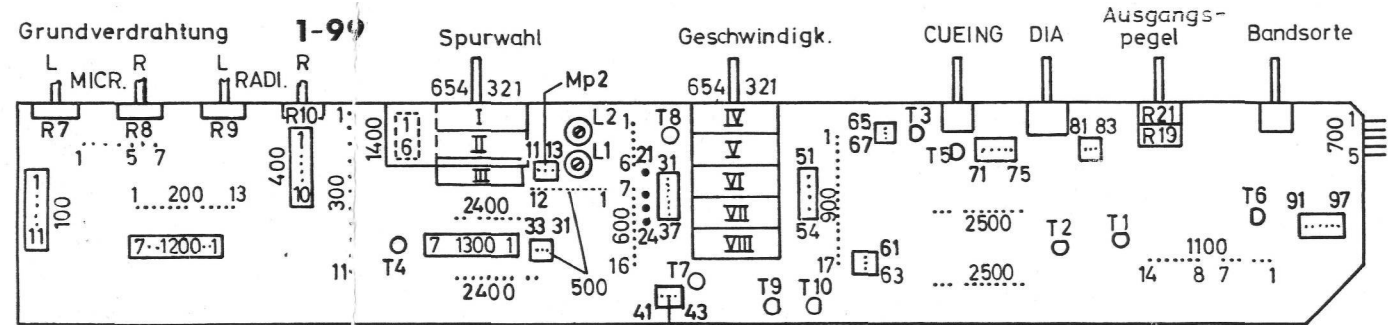 Grundverdrahtung 1-99 Spurwahl Geschwindigk. CUEING DIA Ausgangs-
pegel Bandsorte
L R L R
MICR. RADI.
654 321 Mp2 654 321
R7 R8 R9 R10 1 1400 1 6 I L2 1 T8 IV 65 T3 R21 81 83 1
1 5 7 400 1 II 11 13 L1 6 21 31 V 51 1 67 T5 R19 700 5
1 100 11 1 200 13 10 300 III 12 1 7 VI 900 71 75 T6 91 97
2400 600 VII 54 2500
7 1200 1 T4 7 1300 1 33 31 24 37 VIII 61 T2 T1 1100
11 2400 500 16 T7 17 63 2500 14 8 7 1
41 43 T9 T10